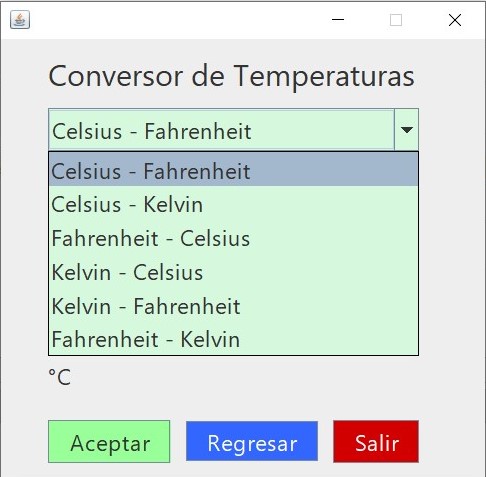 Conversor de Temperaturas
Celsius - Fahrenheit
Celsius - Fahrenheit
Celsius - Kelvin
Fahrenheit - Celsius
Kelvin - Celsius
Kelvin - Fahrenheit
Fahrenheit - Kelvin
°C
Aceptar Regresar Salir